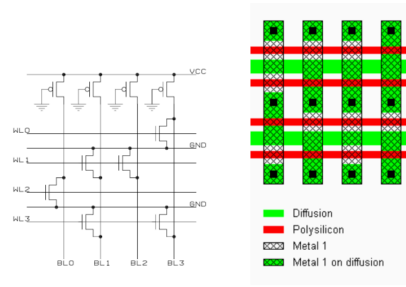 VCC
WL0
GND
WL1
WL2
GND
WL3
BL0 BL1 BL2 BL3
Diffusion
Polysilicon
Metal 1
Metal 1 on diffusion